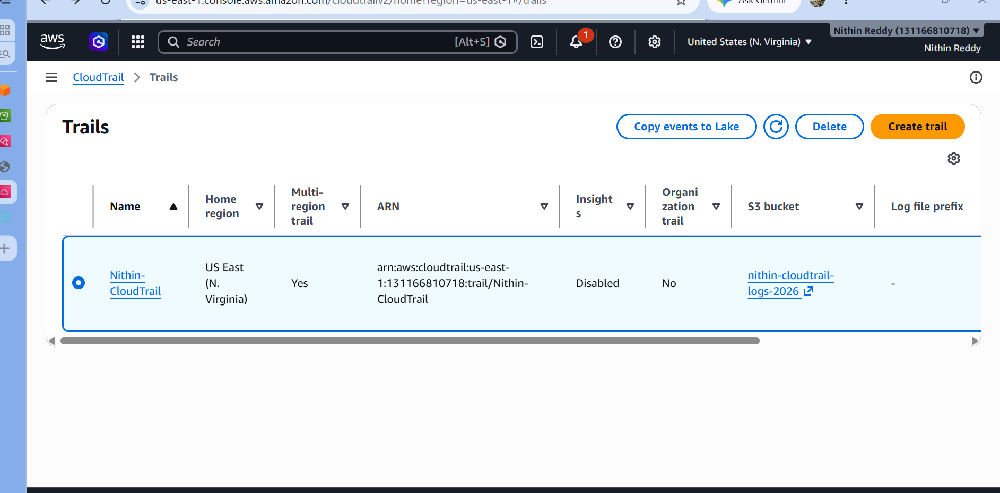 us-east-1.console.aws.amazon.com/cloudtrailv2/home?region=us-east-1#/trails
Ask Gemini
aws
Search
[Alt+S]
1
United States (N. Virginia)
Nithin Reddy (131166810718)
Nithin Reddy
CloudTrail
Trails
Trails
Copy events to Lake
Delete
Create trail
Name
Home
region
Multi-
region
trail
ARN
Insight
s
Organi
zation
trail
S3 bucket
Log file prefix
Nithin-
CloudTrail
US East
(N.
Virginia)
Yes
arn:aws:cloudtrail:us-east-
1:131166810718:trail/Nithin-
CloudTrail
Disabled
No
nithin-cloudtrail-
logs-2026
-